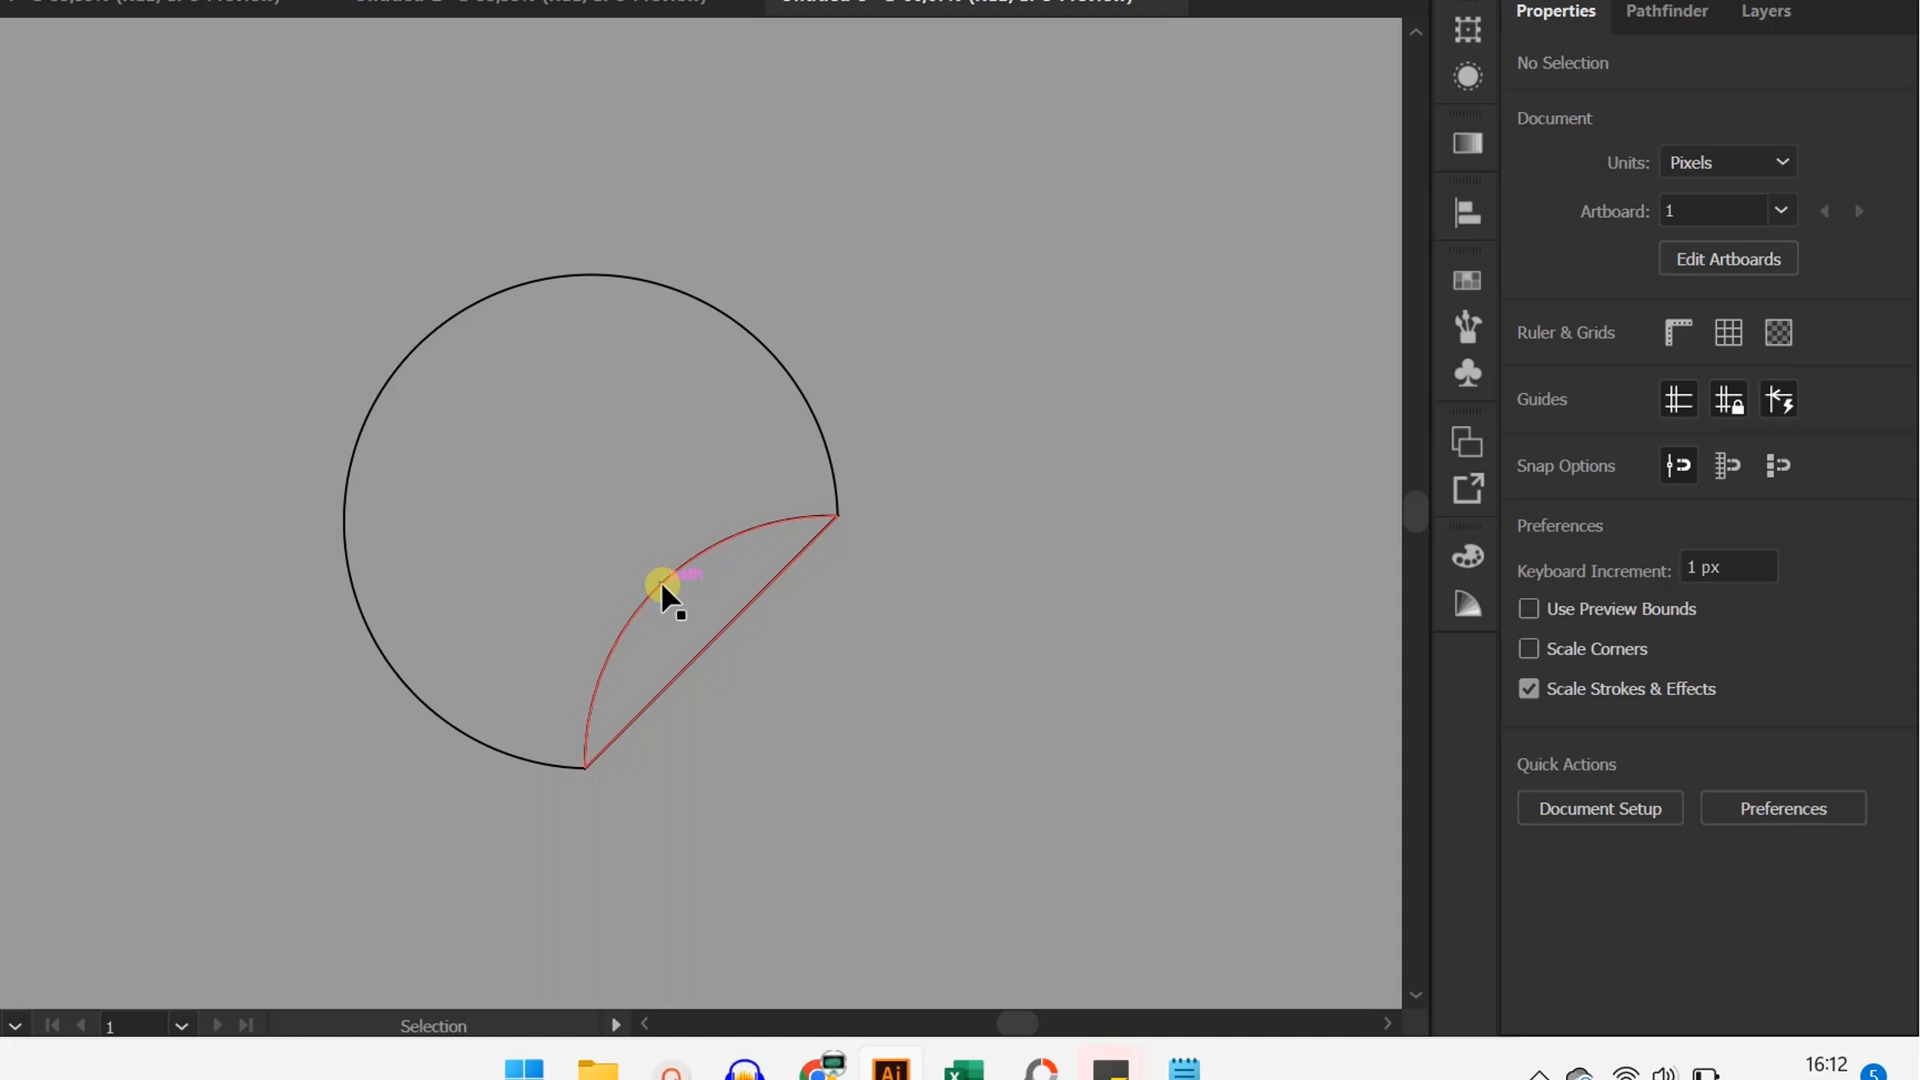 Properties Pathfinder Layers
No Selection
Document
Units: Pixels
Artboard: 1
Edit Artboards
Ruler & Grids
Guides
Snap Options
Preferences
Keyboard Increment: 1 px
Use Preview Bounds
Scale Corners
Scale Strokes & Effects
Quick Actions
Document Setup Preferences
1 Selection
Ai
16:12
5